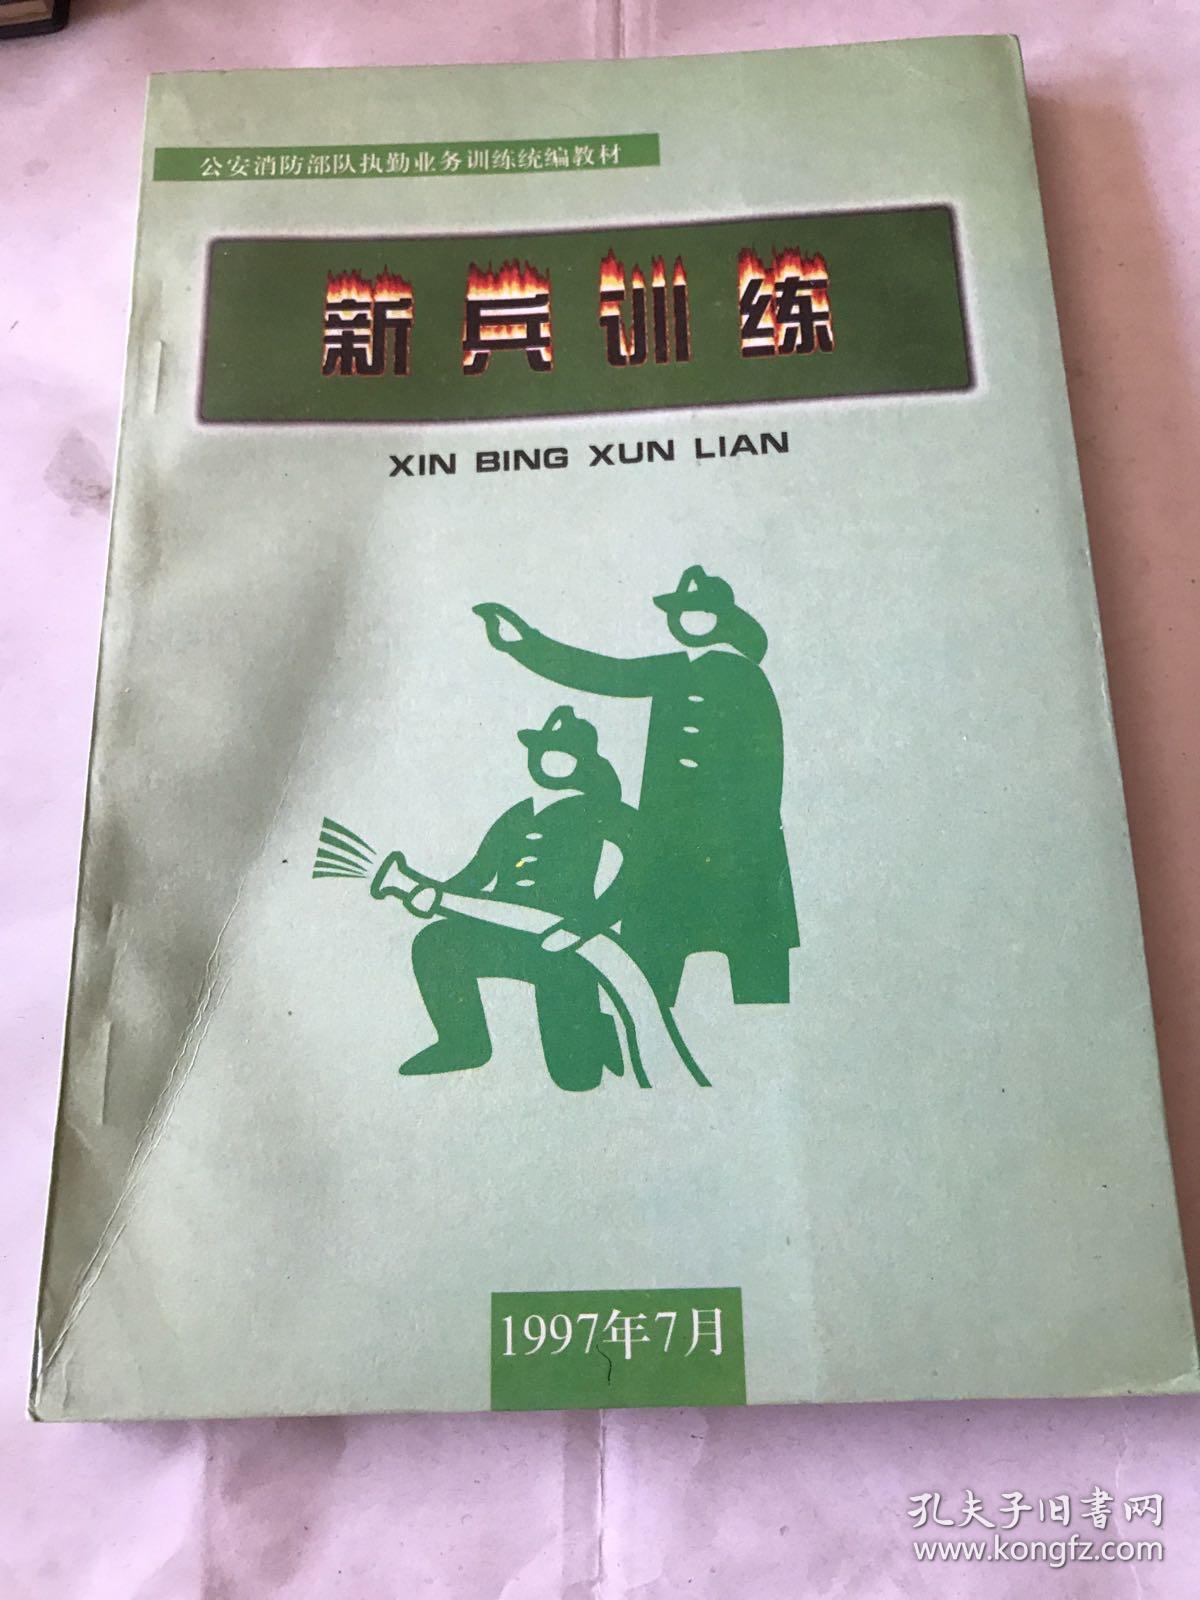 公安消防部队执勤业务训练统编教材
新兵训练
XIN BING XUN LIAN
1997年7月
孔夫子旧书网
www.kongfz.com